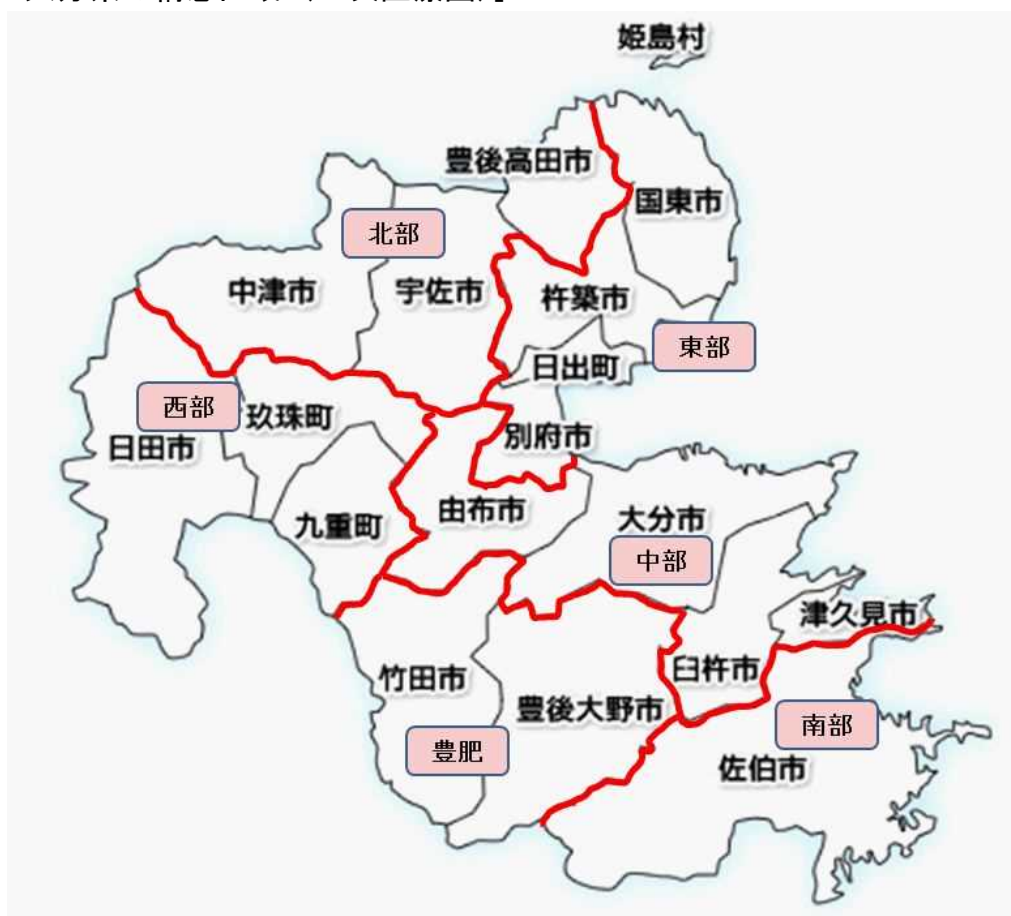 姫島村
豊後高田市
国東市
北部
中津市
宇佐市
杵築市
東部
日出町
西部
玖珠町
日田市
別府市
由布市
大分市
九重町
中部
津久見市
臼杵市
竹田市
豊後大野市
南部
豊肥
佐伯市